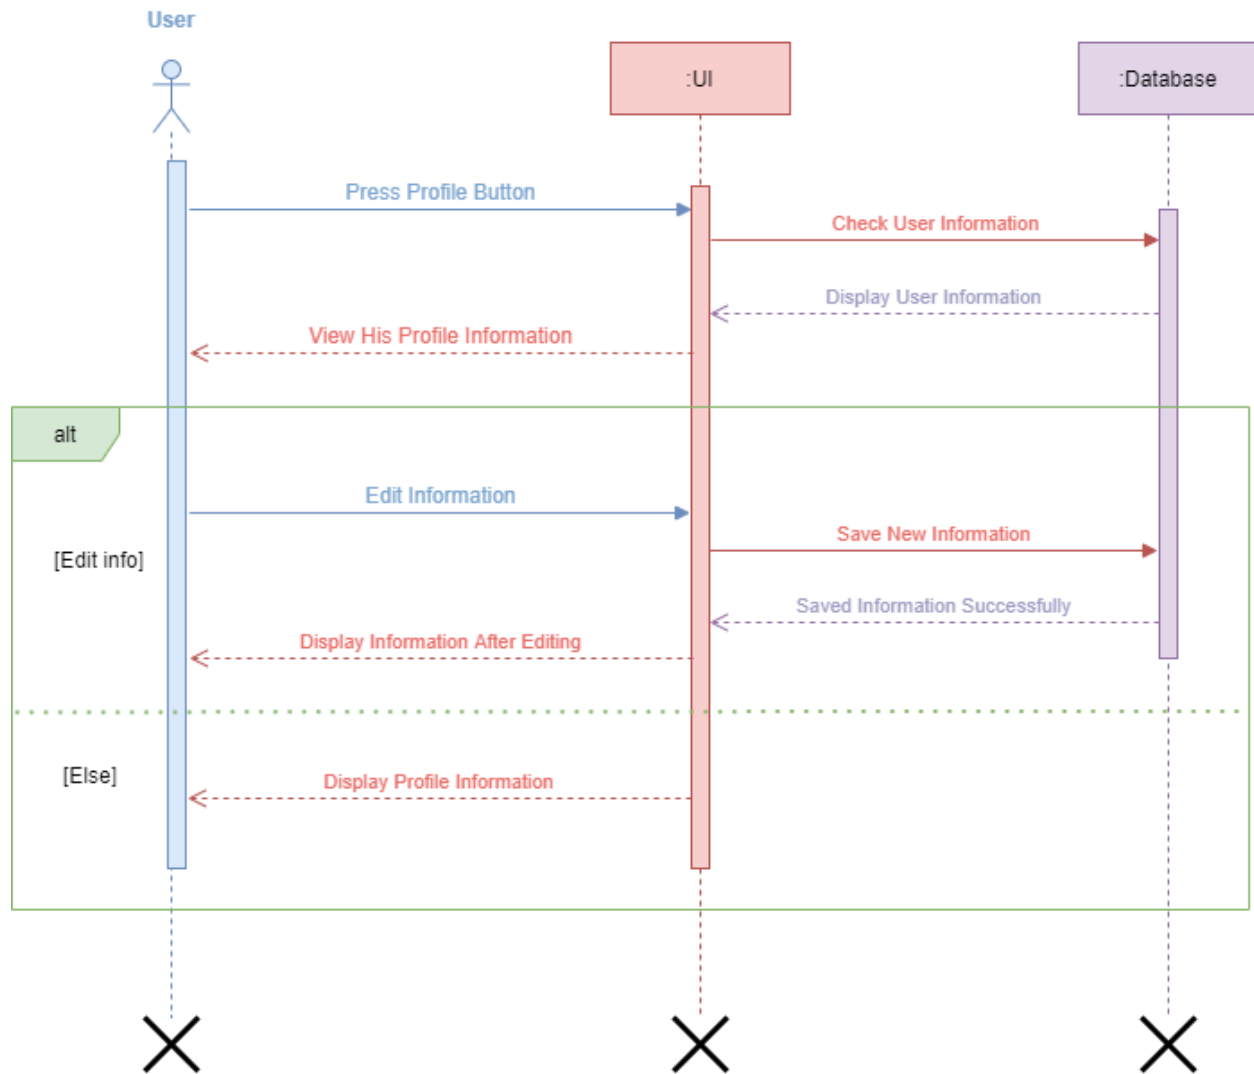 User
:UI
:Database
Press Profile Button
Check User Information
Display User Information
View His Profile Information
alt
Edit Information
Save New Information
[Edit info]
Saved Information Successfully
Display Information After Editing
[Else]
Display Profile Information